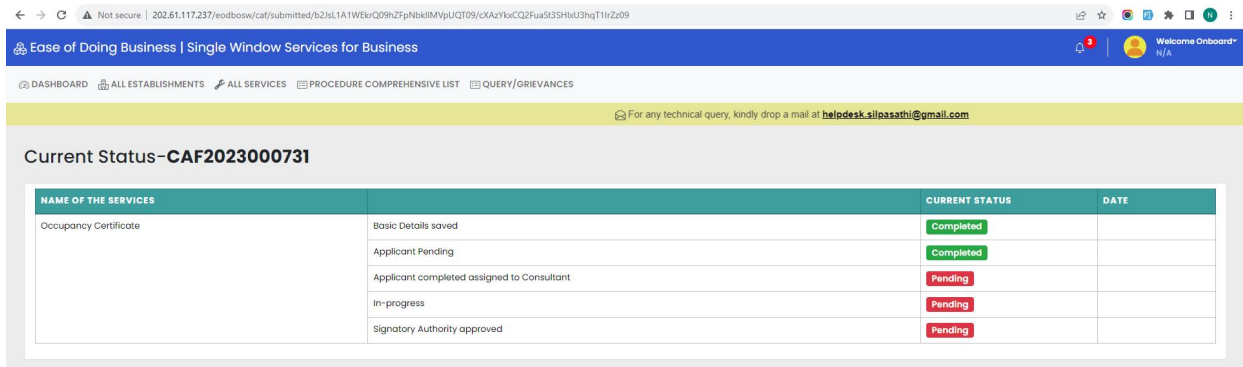 Not secure | 202.61.117.237/eodbosw/caf/submitted/b2JsL1A1WEkrQ09hZFpNbkllMVpUQT09/cXAzYkxCQ2FuaSt3SHlxU3hqT1IrZz09
N
Ease of Doing Business | Single Window Services for Business
3
Welcome Onboard
N/A
DASHBOARD ALL ESTABLISHMENTS ALL SERVICES PROCEDURE COMPREHENSIVE LIST QUERY/GRIEVANCES
For any technical query, kindly drop a mail at helpdesk.silpasathi@gmail.com
Current Status-CAF2023000731
NAME OF THE SERVICES CURRENT STATUS DATE
Occupancy Certificate Basic Details saved Completed
Applicant Pending Completed
Applicant completed assigned to Consultant Pending
In-progress Pending
Signatory Authority approved Pending